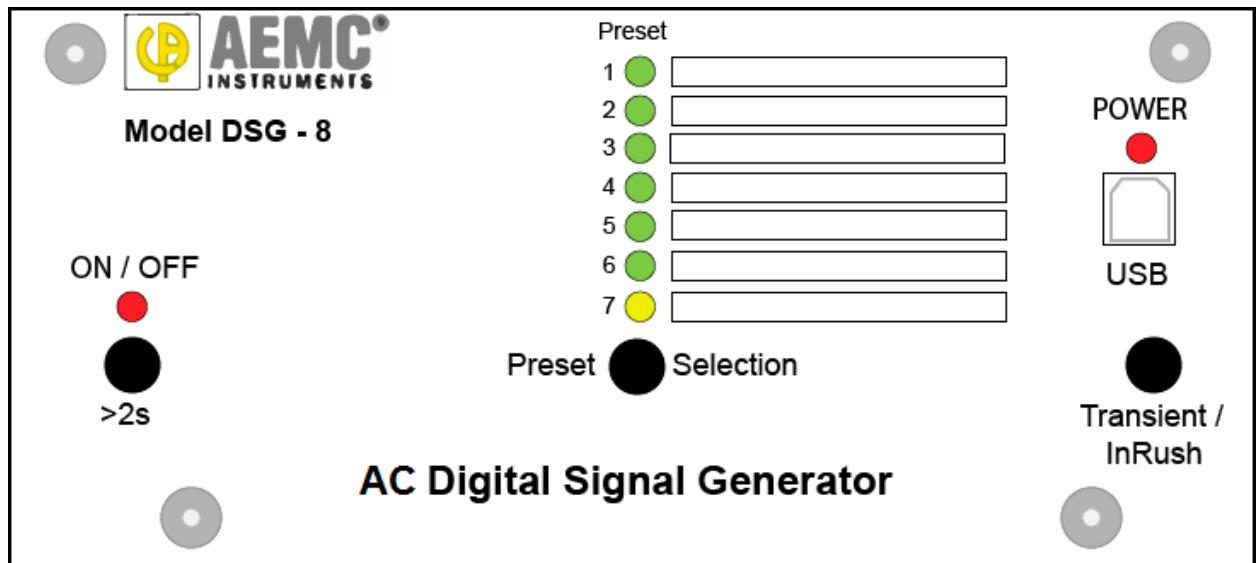 AEMC®
INSTRUMENTS
Model DSG - 8
Preset
1
2
3
4
5
6
7
Preset Selection
ON / OFF
>2s
POWER
USB
Transient /
InRush
AC Digital Signal Generator